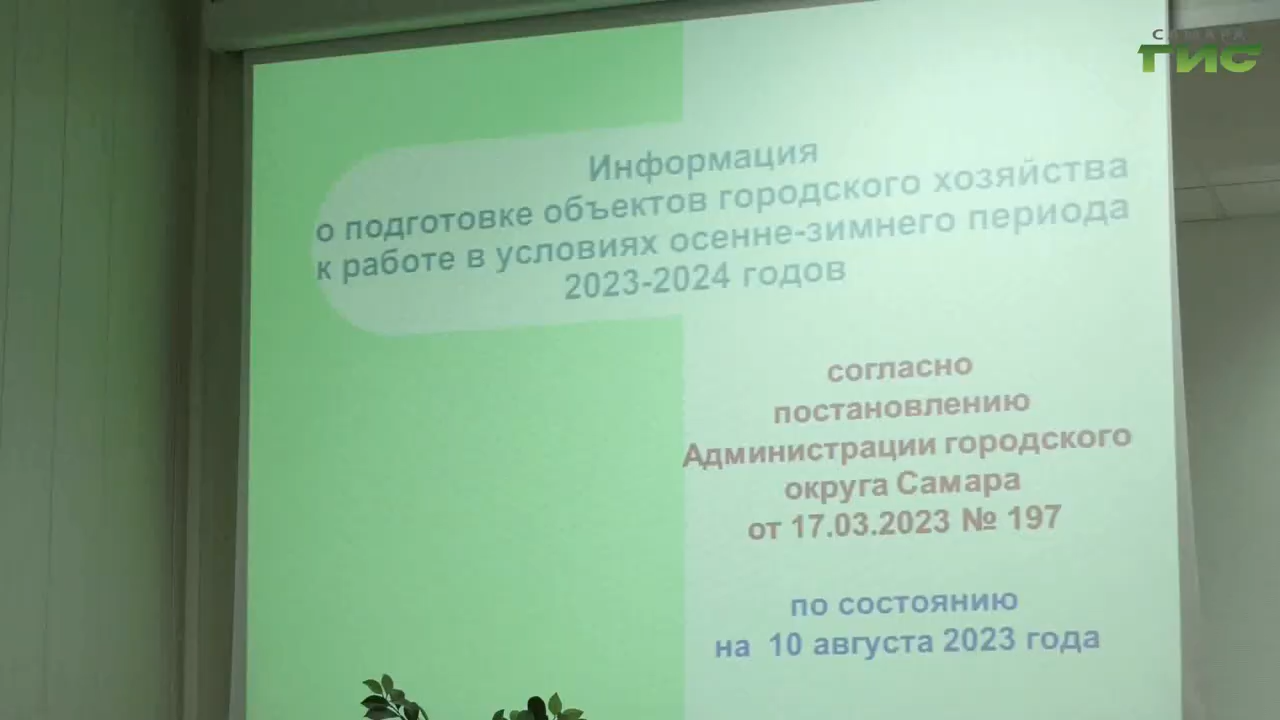 САМАРА
ГИС
Информация
о подготовке объектов городского хозяйства
к работе в условиях осенне-зимнего периода
2023-2024 годов
согласно
постановлению
Администрации городского
округа Самара
от 17.03.2023 № 197
по состоянию
на 10 августа 2023 года